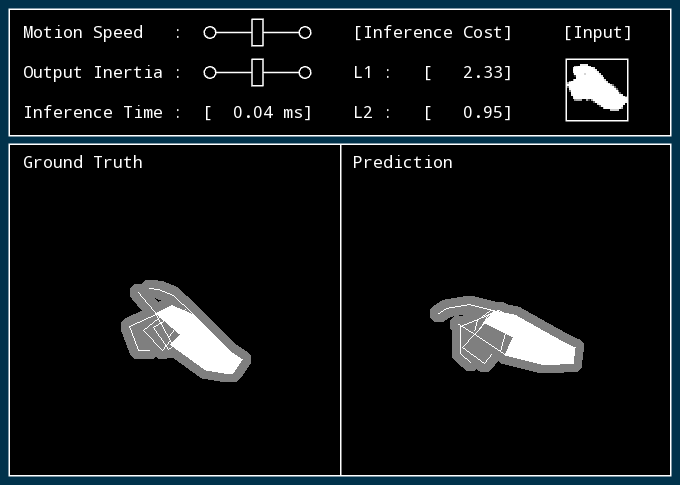 Motion Speed : [Inference Cost] [Input]
Output Inertia : L1 : [ 2.33]
Inference Time : [ 0.04 ms] L2 : [ 0.95]
Ground Truth
Prediction